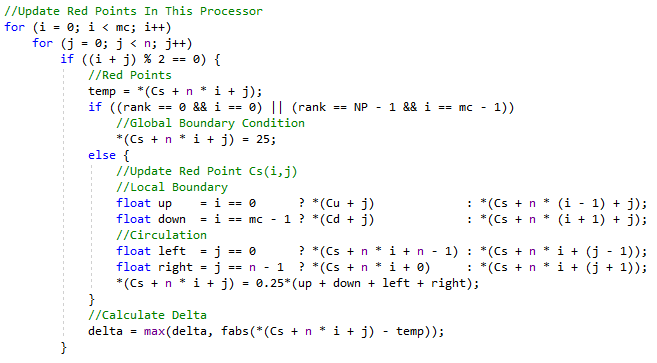 //Update Red Points In This Processor
for (i = 0; i < mc; i++)
    for (j = 0; j < n; j++)
        if ((i + j) % 2 == 0) {
            //Red Points
            temp = *(Cs + n * i + j);
            if ((rank == 0 && i == 0) || (rank == NP - 1 && i == mc - 1))
                //Global Boundary Condition
                *(Cs + n * i + j) = 25;
            else {
                //Update Red Point Cs(i,j)
                //Local Boundary
                float up    = i == 0      ? *(Cu + j)             : *(Cs + n * (i - 1) + j);
                float down  = i == mc - 1 ? *(Cd + j)             : *(Cs + n * (i + 1) + j);
                //Circulation
                float left  = j == 0      ? *(Cs + n * i + n - 1) : *(Cs + n * i + (j - 1));
                float right = j == n - 1  ? *(Cs + n * i + 0)     : *(Cs + n * i + (j + 1));
                *(Cs + n * i + j) = 0.25*(up + down + left + right);
            }
            //Calculate Delta
            delta = max(delta, fabs(*(Cs + n * i + j) - temp));
        }